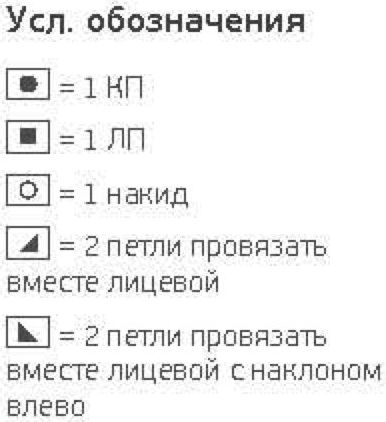 Усл. обозначения
= 1 КП
= 1 ЛП
= 1 накид
= 2 петли провязать
вместе лицевой
= 2 петли провязать
вместе лицевой с наклоном
влево